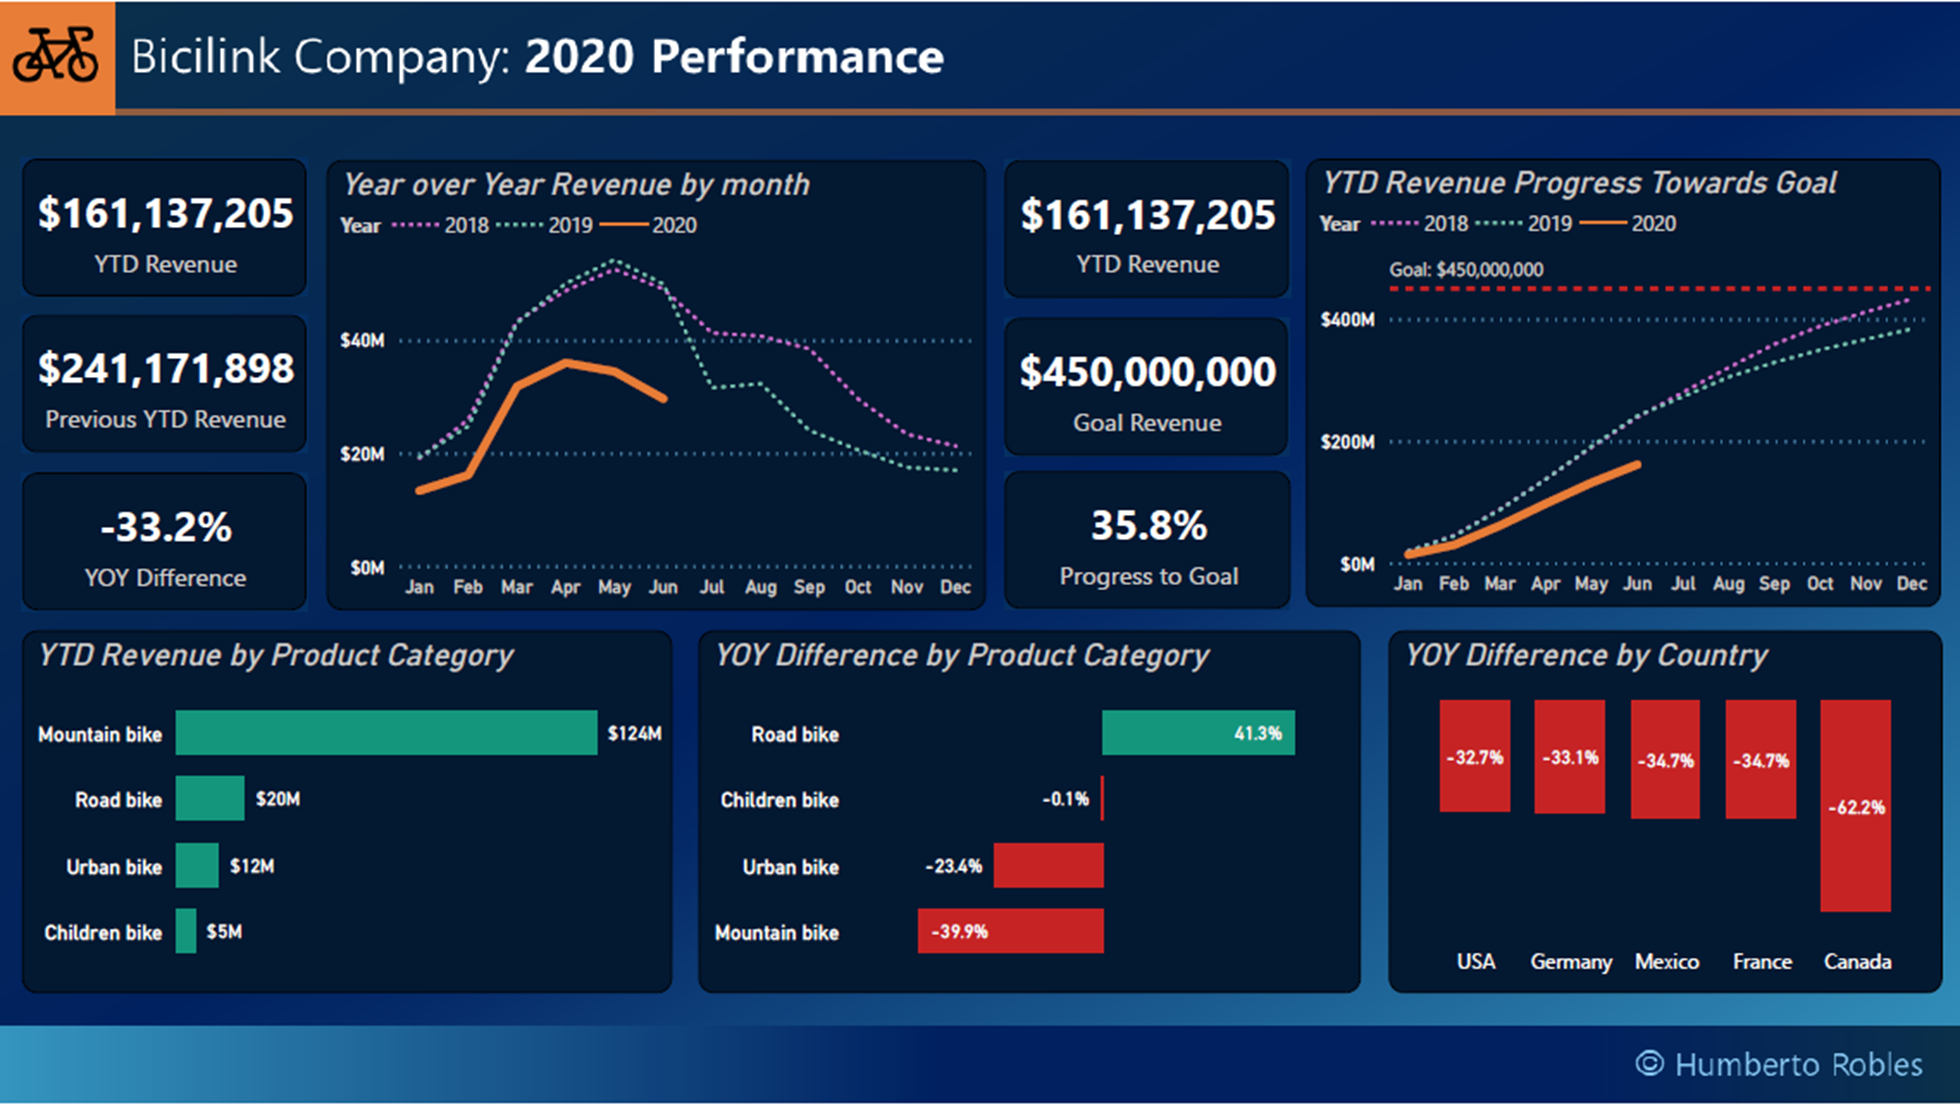 Bicilink Company: 2020 Performance
$161,137,205
YTD Revenue
$241,171,898
Previous YTD Revenue
-33.2%
YOY Difference
Year over Year Revenue by month
Year 2018 2019 2020
$40M
$20M
$0M
Jan Feb Mar Apr May Jun Jul Aug Sep Oct Nov Dec
$161,137,205
YTD Revenue
$450,000,000
Goal Revenue
35.8%
Progress to Goal
YTD Revenue Progress Towards Goal
Year 2018 2019 2020
Goal: $450,000,000
$400M
$200M
$0M
Jan Feb Mar Apr May Jun Jul Aug Sep Oct Nov Dec
YTD Revenue by Product Category
Mountain bike $124M
Road bike $20M
Urban bike $12M
Children bike $5M
YOY Difference by Product Category
Road bike 41.3%
Children bike -0.1%
Urban bike -23.4%
Mountain bike -39.9%
YOY Difference by Country
-32.7% -33.1% -34.7% -34.7% -62.2%
USA Germany Mexico France Canada
© Humberto Robles